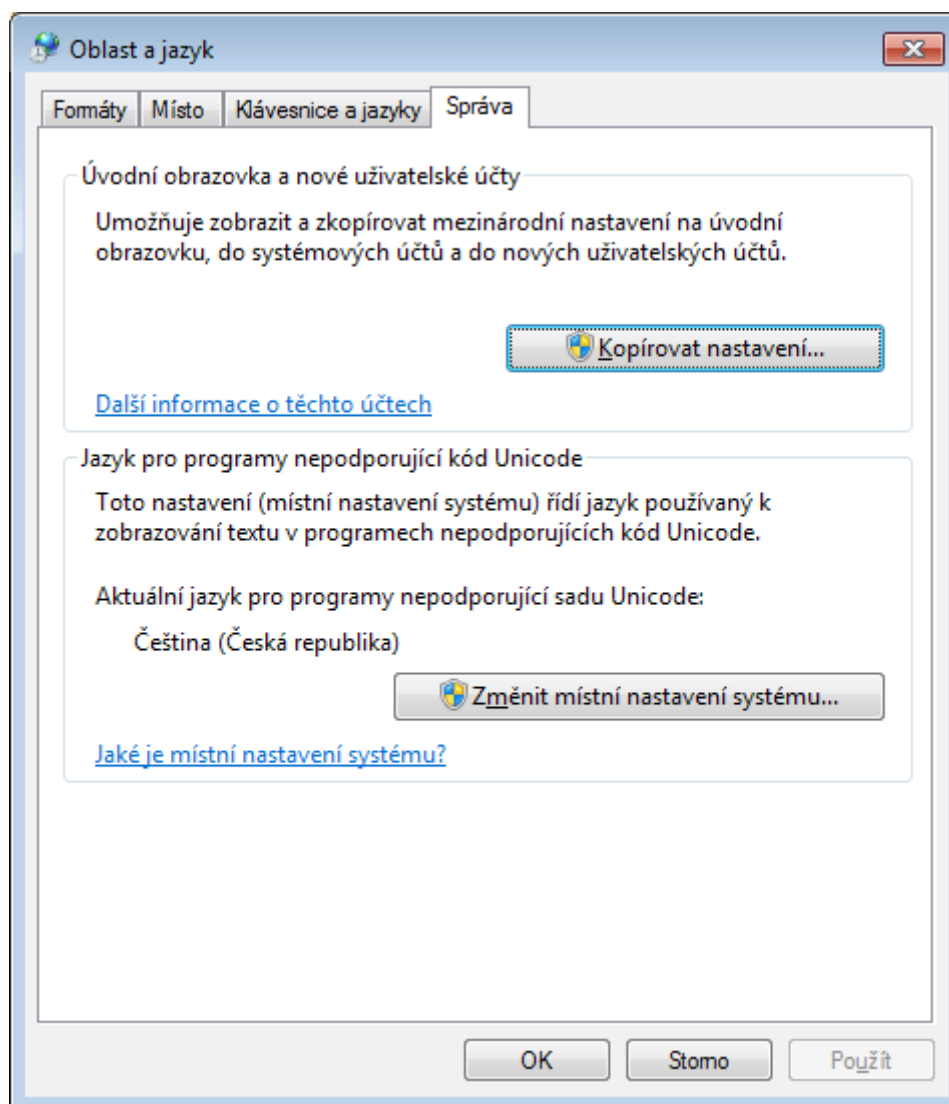 Oblast a jazyk
Formáty
Místo
Klávesnice a jazyky
Správa
Úvodní obrazovka a nové uživatelské účty
Umožňuje zobrazit a zkopírovat mezinárodní nastavení na úvodní
obrazovku, do systémových účtů a do nových uživatelských účtů.
Kopírovat nastavení...
Další informace o těchto účtech
Jazyk pro programy nepodporující kód Unicode
Toto nastavení (místní nastavení systému) řídí jazyk používaný k
zobrazování textu v programech nepodporujících kód Unicode.
Aktuální jazyk pro programy nepodporující sadu Unicode:
Čeština (Česká republika)
Změnit místní nastavení systému...
Jaké je místní nastavení systému?
OK
Storno
Použít